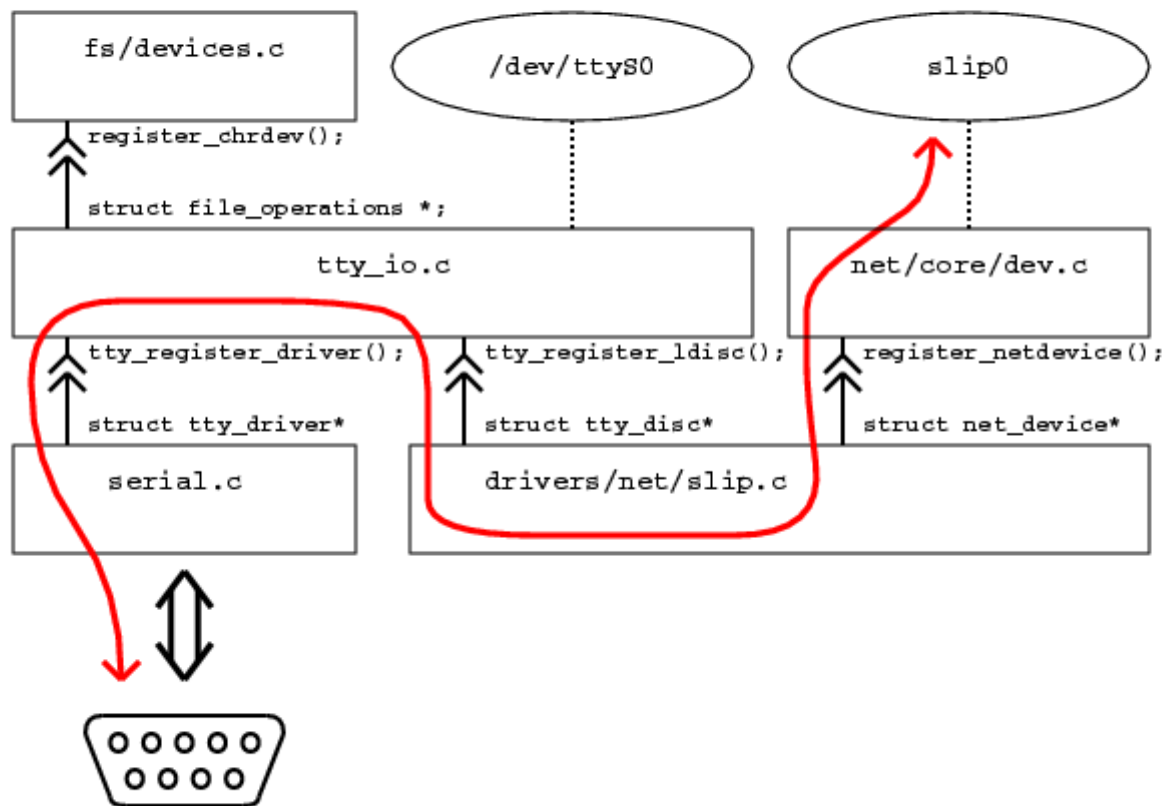 fs/devices.c
/dev/ttyS0
slip0
register_chrdev();
struct file_operations *;
tty_io.c
net/core/dev.c
tty_register_driver();
tty_register_ldisc();
register_netdevice();
struct tty_driver*
struct tty_disc*
struct net_device*
serial.c
drivers/net/slip.c